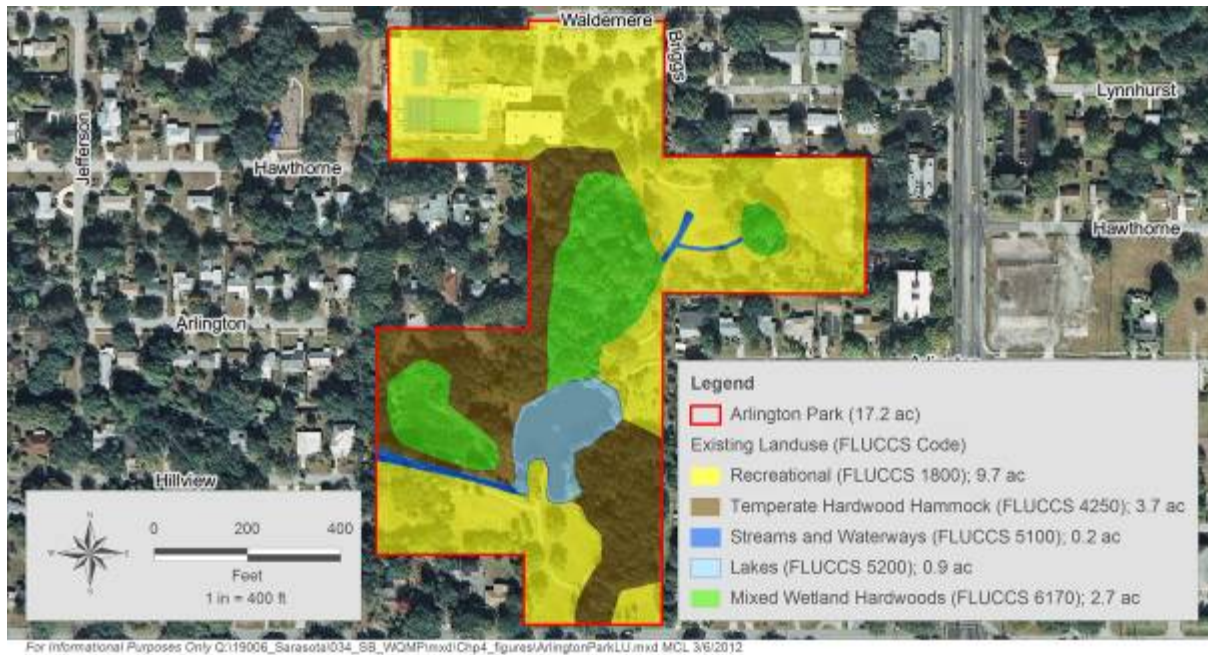 Waldemere
Briggs
Lynnhurst
Jefferson
Hawthorne
Hawthorne
Arlington
Legend
Arlington Park (17.2 ac)
Existing Landuse (FLUCCS Code)
Recreational (FLUCCS 1800); 9.7 ac
Temperate Hardwood Hammock (FLUCCS 4250); 3.7 ac
Streams and Waterways (FLUCCS 5100); 0.2 ac
Lakes (FLUCCS 5200); 0.9 ac
Mixed Wetland Hardwoods (FLUCCS 6170); 2.7 ac
Hillview
N
W E
S
0 200 400
Feet
1 in = 400 ft
For Informational Purposes Only Q:\19006_Sarasota\034_SB_WQMP\mxd\Chp4_figures\ArlingtonParkLU.mxd MCL 3/6/2012